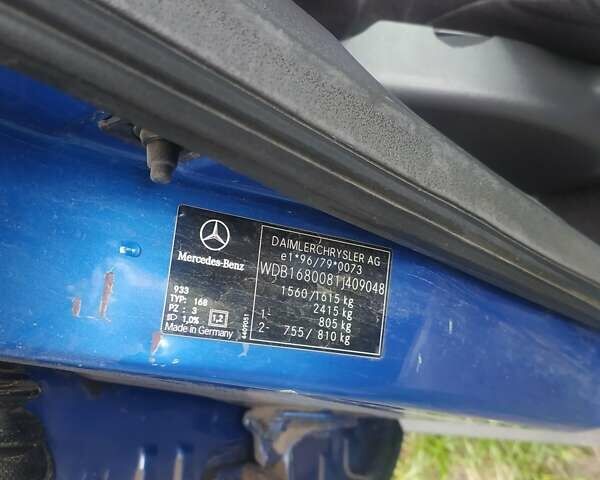 Mercedes-Benz
933
TYP: 168
PZ : 3
1,0% 1,2
Made in Germany
4409051
DAIMLERCHRYSLER AG
e1*96/79*0073
WDB1680081J409048
1560/1615 kg
2415 kg
1- 805 kg
2- 755/ 810 kg